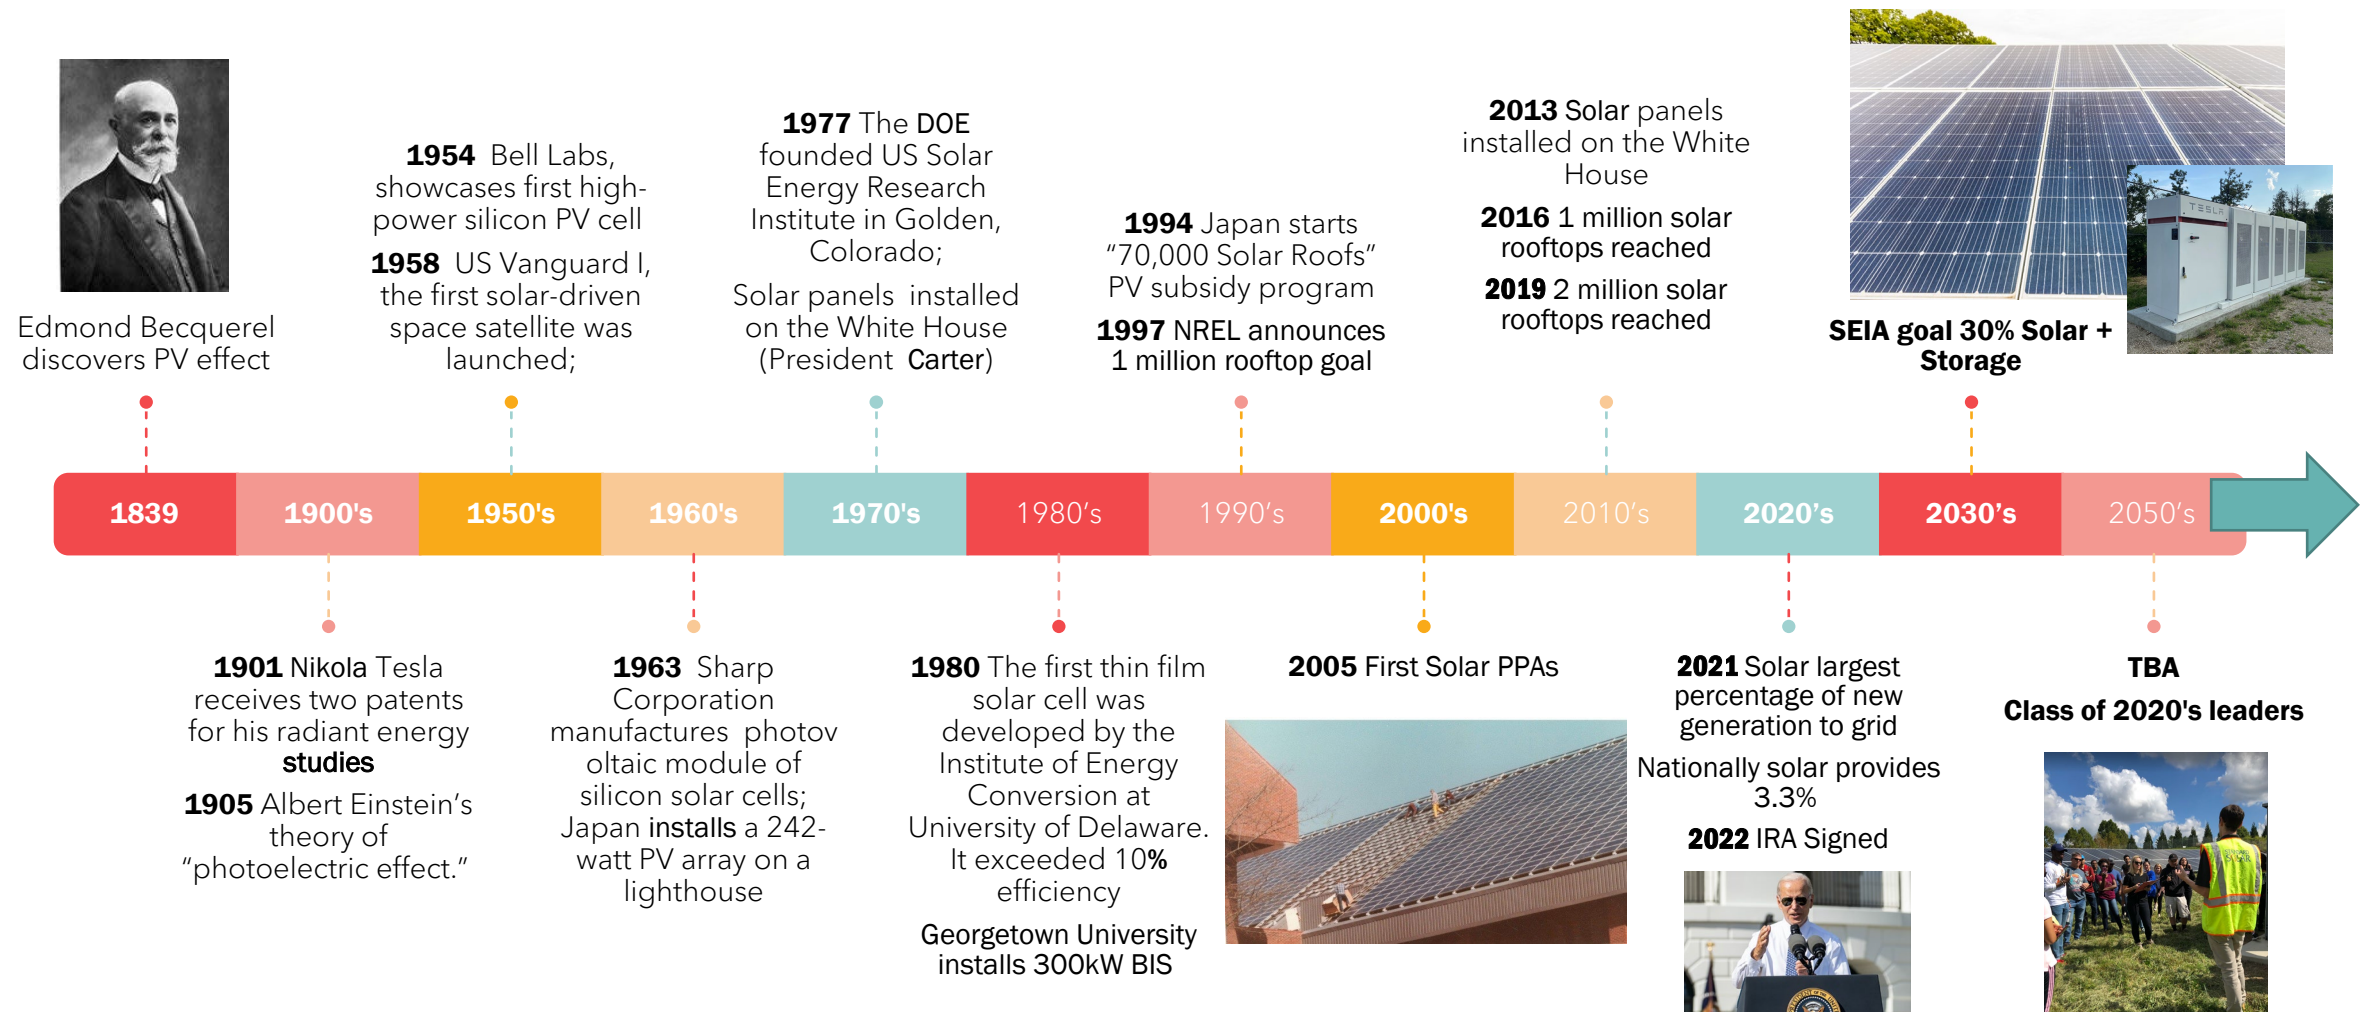 Edmond Becquerel
discovers PV effect
1954 Bell Labs,
showcases first high-
power silicon PV cell
1958 US Vanguard I,
the first solar-driven
space satellite was
launched;
1977 The DOE
founded US Solar
Energy Research
Institute in Golden,
Colorado;
Solar panels installed
on the White House
(President Carter)
1994 Japan starts
“70,000 Solar Roofs”
PV subsidy program
1997 NREL announces
1 million rooftop goal
2013 Solar panels
installed on the White
House
2016 1 million solar
rooftops reached
2019 2 million solar
rooftops reached
TESLA
SEIA goal 30% Solar +
Storage
1839
1900's
1950's
1960's
1970's
1980’s
1990’s
2000's
2010’s
2020’s
2030’s
2050’s
1901 Nikola Tesla
receives two patents
for his radiant energy
studies
1905 Albert Einstein’s
theory of
“photoelectric effect.”
1963 Sharp
Corporation
manufactures photov
oltaic module of
silicon solar cells;
Japan installs a 242-
watt PV array on a
lighthouse
1980 The first thin film
solar cell was
developed by the
Institute of Energy
Conversion at
University of Delaware.
It exceeded 10%
efficiency
Georgetown University
installs 300kW BIS
2005 First Solar PPAs
2021 Solar largest
percentage of new
generation to grid
Nationally solar provides
3.3%
2022 IRA Signed
TBA
Class of 2020's leaders